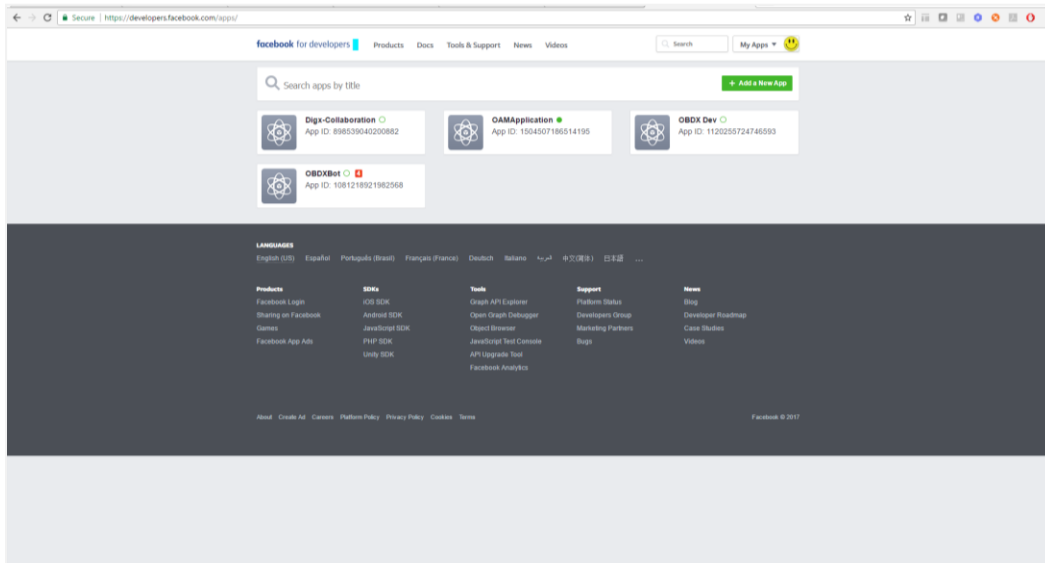 Secure | https://developers.facebook.com/apps/
facebook for developers Products Docs Tools & Support News Videos Search My Apps
Search apps by title + Add a New App
Digx-Collaboration OAMApplication OBDX Dev
App ID: 898539040200882 App ID: 1504507186514195 App ID: 1120255724746593
OBDXBot 4
App ID: 1081218921982568
LANGUAGES
English (US) Español Português (Brasil) Français (France) Deutsch Italiano العربية 中文(简体) 日本語 ...
Products SDKs Tools Support News
Facebook Login iOS SDK Graph API Explorer Platform Status Blog
Sharing on Facebook Android SDK Open Graph Debugger Developers Group Developer Roadmap
Games JavaScript SDK Object Browser Marketing Partners Case Studies
Facebook App Ads PHP SDK JavaScript Test Console Bugs Videos
Unity SDK API Upgrade Tool
Facebook Analytics
About Create Ad Careers Platform Policy Privacy Policy Cookies Terms Facebook © 2017